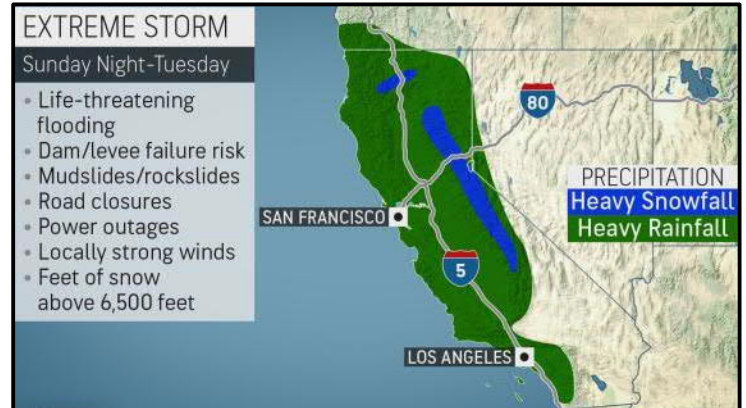 EXTREME STORM
Sunday Night-Tuesday
• Life-threatening
flooding
• Dam/levee failure risk
• Mudslides/rockslides
• Road closures
• Power outages
• Locally strong winds
• Feet of snow
above 6,500 feet
80
PRECIPITATION
Heavy Snowfall
Heavy Rainfall
SAN FRANCISCO
5
LOS ANGELES